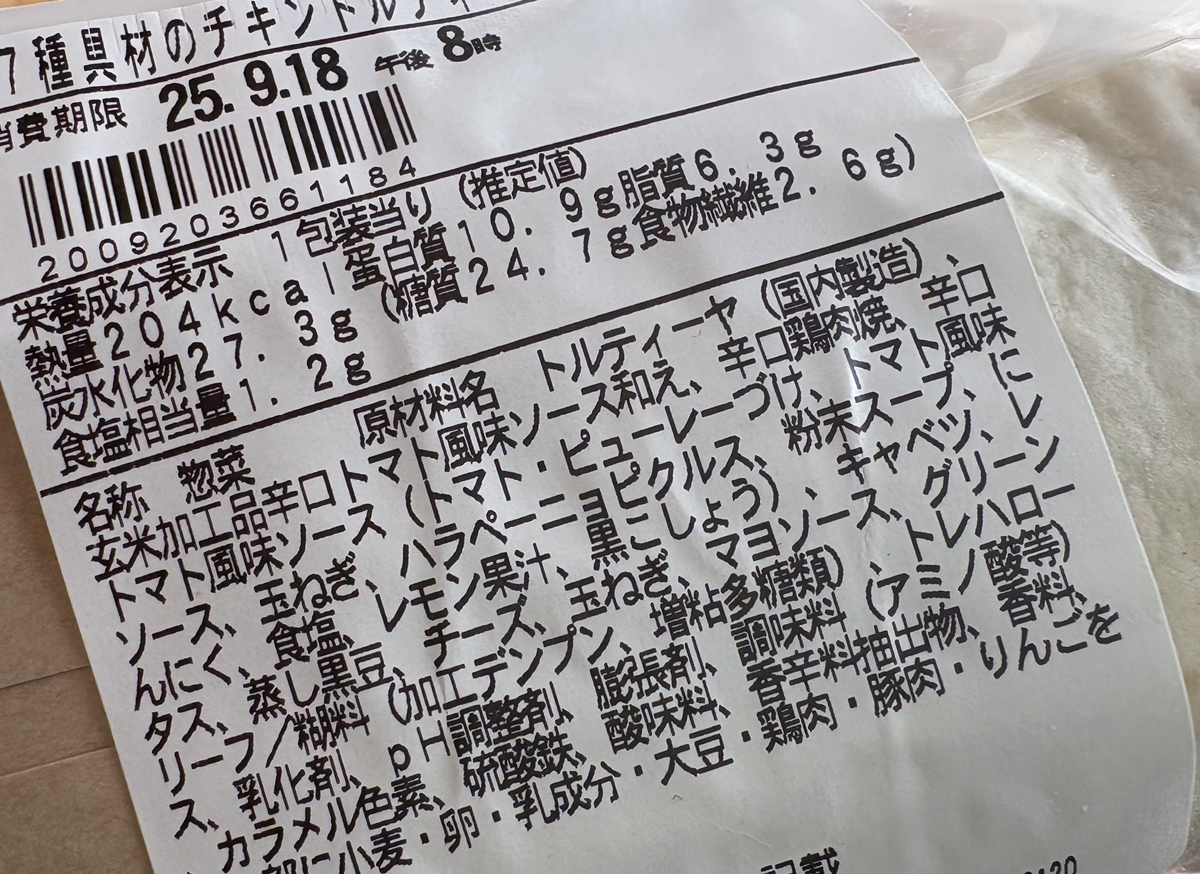 7種具材のチキントルティ
消費期限 25.9.18 午後8時
2009203661184
栄養成分表示 1包装当り (推定値)
熱量204kcal 蛋白質10.9g脂質6.3g
炭水化物27.3g (糖質24.7g食物繊維2.6g)
食塩相当量1.2g
名称 惣菜 原材料名 トルティーヤ(国内製造)、
玄米加工品辛口トマト風味ソース和え、辛口鶏肉焼、辛口
トマト風味ソース(トマト・ピューレーづけ、トマト風味
ソース、玉ねぎ、ハラペーニョピクルス、粉末スープ、に
んにく、食塩、レモン果汁、黒こしょう)、キャベツ、レ
タス、蒸し黒豆、チーズ、玉ねぎ、マヨソース、グリーン
リーフ/糊料(加工デンプン、増粘多糖類)、トレハロー
ス、乳化剤、pH調整剤、膨張剤、調味料(アミノ酸等)、
カラメル色素、硫酸鉄、酸味料、香辛料抽出物、香料、
部に小麦・卵・乳成分・大豆・鶏肉・豚肉・りんごを
記載